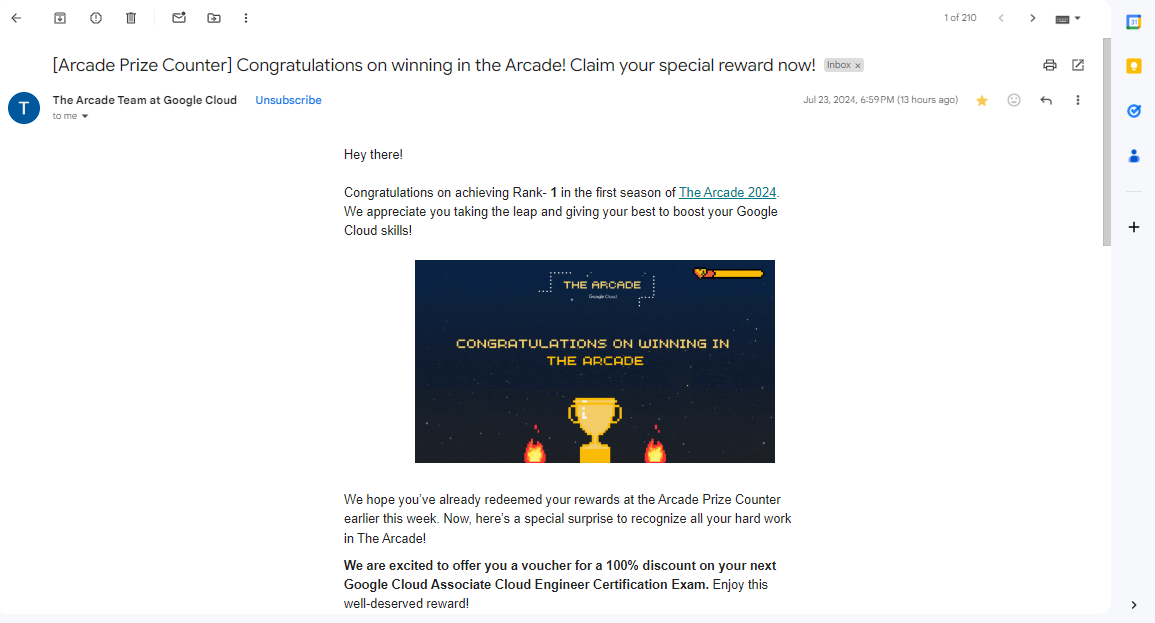 1 of 210
[Arcade Prize Counter] Congratulations on winning in the Arcade! Claim your special reward now! Inbox x
T
The Arcade Team at Google Cloud Unsubscribe
Jul 23, 2024, 6:59 PM (13 hours ago)
to me
31
Hey there!
Congratulations on achieving Rank- 1 in the first season of The Arcade 2024.
We appreciate you taking the leap and giving your best to boost your Google
Cloud skills!
THE ARCADE
Google Cloud
CONGRATULATIONS ON WINNING IN
THE ARCADE
We hope you’ve already redeemed your rewards at the Arcade Prize Counter
earlier this week. Now, here’s a special surprise to recognize all your hard work
in The Arcade!
We are excited to offer you a voucher for a 100% discount on your next
Google Cloud Associate Cloud Engineer Certification Exam. Enjoy this
well-deserved reward!